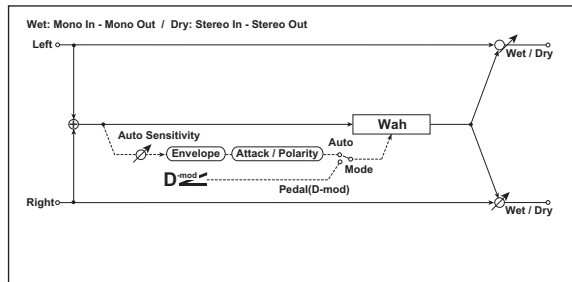 Wet: Mono In - Mono Out / Dry: Stereo In - Stereo Out
Left
Wet / Dry
Wah
Auto Sensitivity
Auto
Envelope
Attack / Polarity
Mode
D-mod
Pedal(D-mod)
Right
Wet / Dry